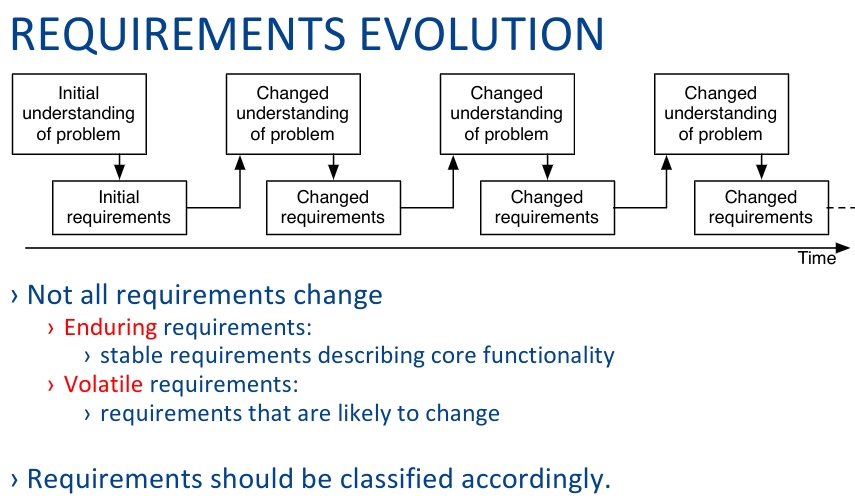 REQUIREMENTS EVOLUTION
Initial
understanding
of problem
Changed
understanding
of problem
Changed
understanding
of problem
Changed
understanding
of problem
Initial
requirements
Changed
requirements
Changed
requirements
Changed
requirements
Time
› Not all requirements change
› Enduring requirements:
› stable requirements describing core functionality
› Volatile requirements:
› requirements that are likely to change
› Requirements should be classified accordingly.